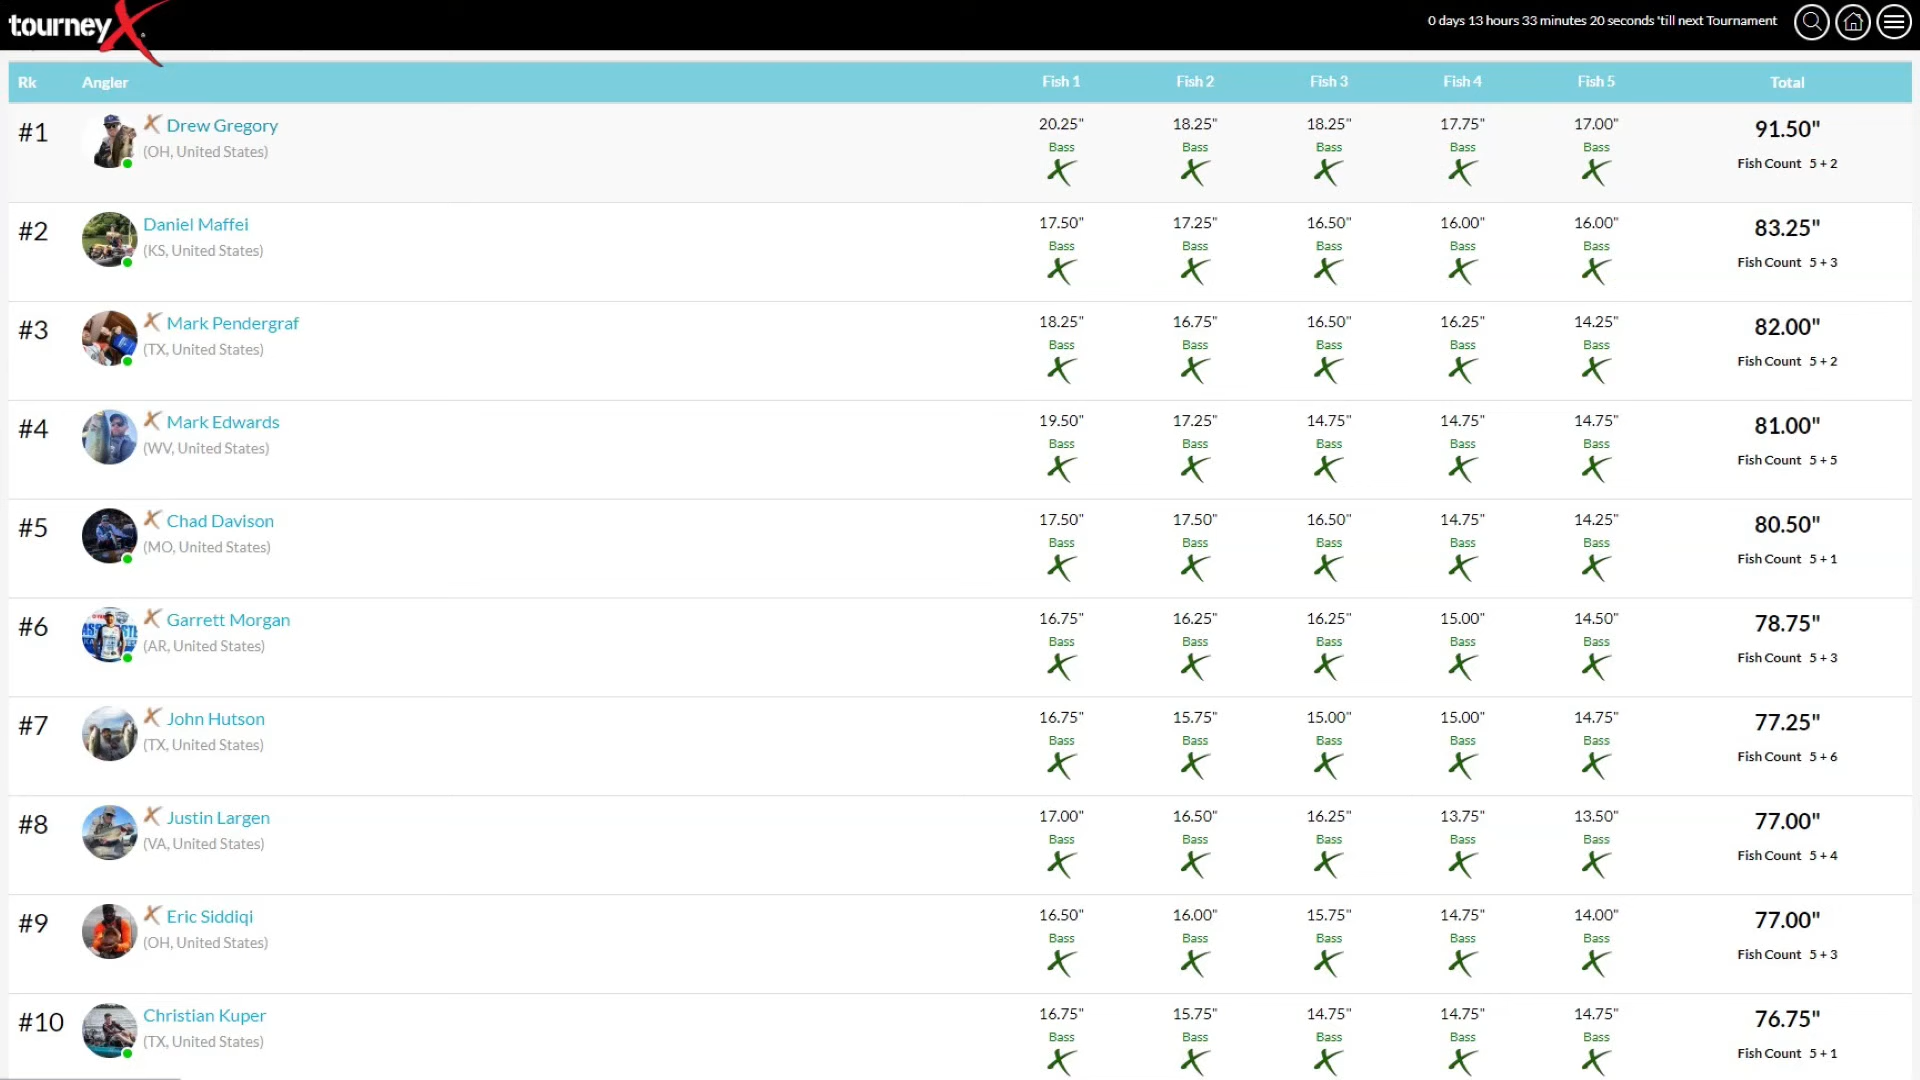 tourneyX
0 days 13 hours 33 minutes 20 seconds 'till next Tournament
Rk Angler Fish 1 Fish 2 Fish 3 Fish 4 Fish 5 Total
#1 Drew Gregory 20.25" 18.25" 18.25" 17.75" 17.00" 91.50"
(OH, United States) Bass Bass Bass Bass Bass Fish Count 5 + 2
#2 Daniel Maffei 17.50" 17.25" 16.50" 16.00" 16.00" 83.25"
(KS, United States) Bass Bass Bass Bass Bass Fish Count 5 + 3
#3 Mark Pendergraf 18.25" 16.75" 16.50" 16.25" 14.25" 82.00"
(TX, United States) Bass Bass Bass Bass Bass Fish Count 5 + 2
#4 Mark Edwards 19.50" 17.25" 14.75" 14.75" 14.75" 81.00"
(WV, United States) Bass Bass Bass Bass Bass Fish Count 5 + 5
#5 Chad Davison 17.50" 17.50" 16.50" 14.75" 14.25" 80.50"
(MO, United States) Bass Bass Bass Bass Bass Fish Count 5 + 1
#6 Garrett Morgan 16.75" 16.25" 16.25" 15.00" 14.50" 78.75"
(AR, United States) Bass Bass Bass Bass Bass Fish Count 5 + 3
#7 John Hutson 16.75" 15.75" 15.00" 15.00" 14.75" 77.25"
(TX, United States) Bass Bass Bass Bass Bass Fish Count 5 + 6
#8 Justin Largen 17.00" 16.50" 16.25" 13.75" 13.50" 77.00"
(VA, United States) Bass Bass Bass Bass Bass Fish Count 5 + 4
#9 Eric Siddiqi 16.50" 16.00" 15.75" 14.75" 14.00" 77.00"
(OH, United States) Bass Bass Bass Bass Bass Fish Count 5 + 3
#10 Christian Kuper 16.75" 15.75" 14.75" 14.75" 14.75" 76.75"
(TX, United States) Bass Bass Bass Bass Bass Fish Count 5 + 1